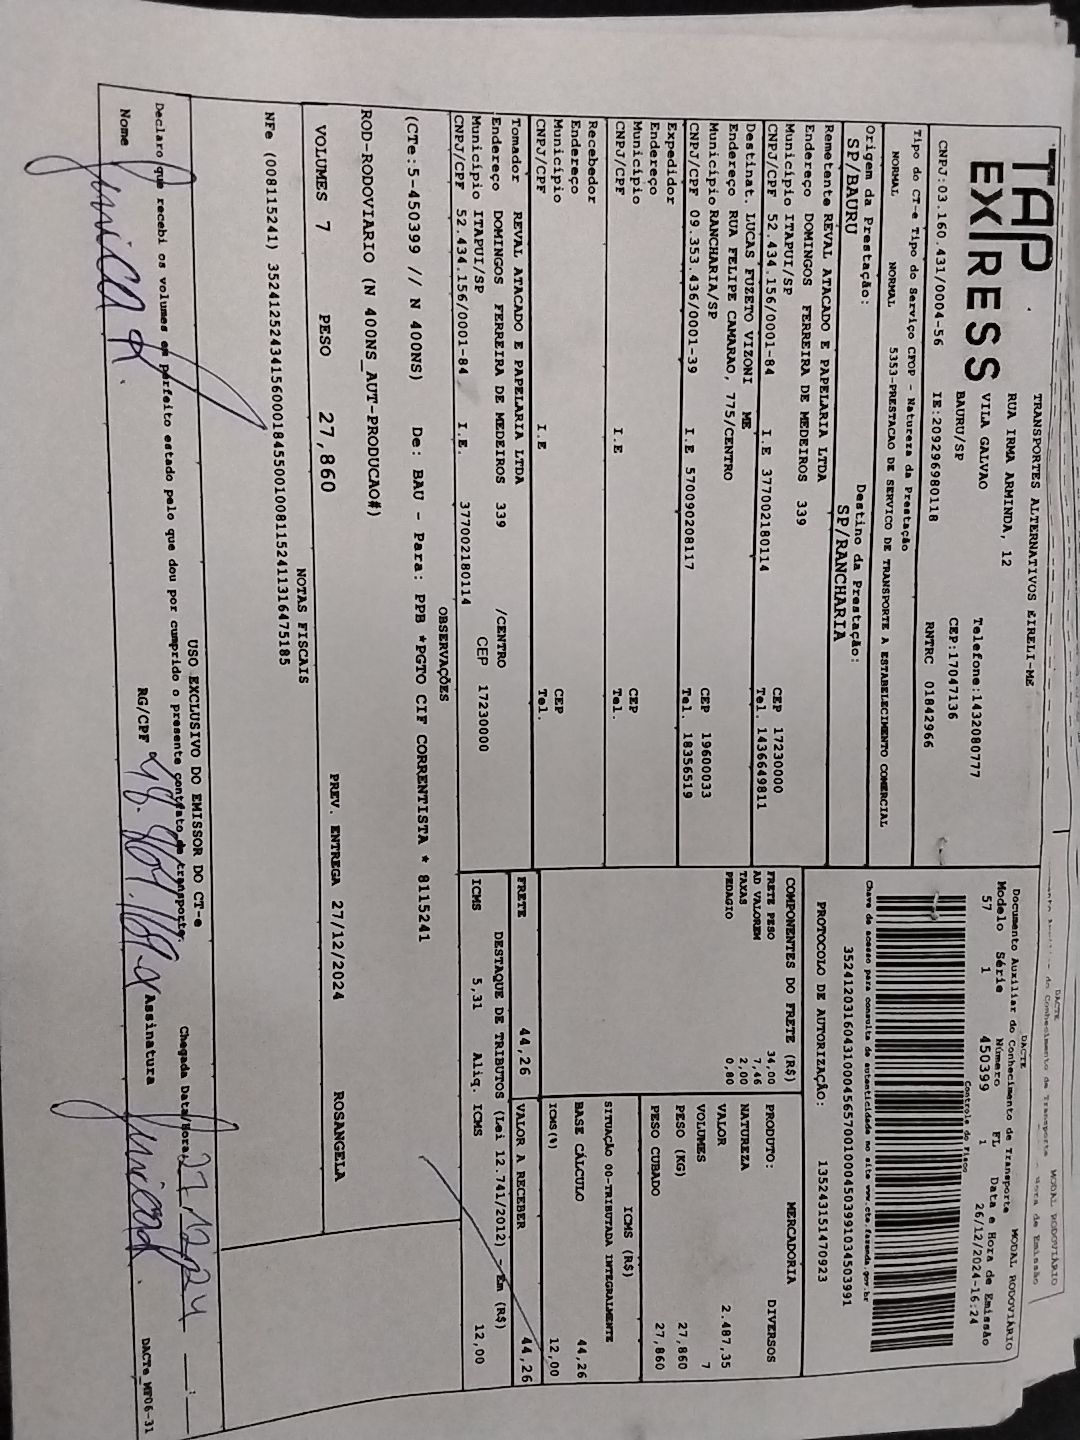 TAP
EXPRESS
TRANSPORTES ALTERNATIVOS EIRELI-ME
RUA IRMA ARMINDA, 12
VILA GALVAO Telefone:1432080777
BAURU/SP CEP:17047136
CNPJ:03.160.431/0004-56 IE:209296980118 RNTRC 01842966
Tipo do CT-e Tipo do Serviço CFOP - Natureza da Prestação
NORMAL NORMAL 5353-PRESTACAO DE SERVICO DE TRANSPORTE A ESTABELECIMENTO COMERCIAL
Origem da Prestação: Destino da Prestação:
SP/BAURU SP/RANCHARIA
Remetente REVAL ATACADO E PAPELARIA LTDA
Endereço DOMINGOS FERREIRA DE MEDEIROS 339
Município ITAPUI/SP CEP 17230000
CNPJ/CPF 52.434.156/0001-84 I.E 377002180114 Tel. 1436649811
Destinat. LUCAS FUZETO VIZONI ME
Endereço RUA FELIPE CAMARAO, 775/CENTRO
Município RANCHARIA/SP CEP 19600033
CNPJ/CPF 09.353.436/0001-39 I.E 570090208117 Tel. 18356519
Expedidor
Endereço
Município CEP
CNPJ/CPF I.E Tel.
Recebedor
Endereço
Município CEP
CNPJ/CPF I.E Tel.
Tomador REVAL ATACADO E PAPELARIA LTDA
Endereço DOMINGOS FERREIRA DE MEDEIROS 339 /CENTRO
Município ITAPUI/SP CEP 17230000
CNPJ/CPF 52.434.156/0001-84 I.E. 377002180114
DACTE
Documento Auxiliar do Conhecimento de Transporte MODAL RODOVIÁRIO
Modelo Série Número FL Data e Hora de Emissão
57 1 450399 1 26/12/2024-16:24
Controle do Fisco
Chave de acesso para consulta de autenticidade no site www.cte.fazenda.gov.br
35241203160431000456570010004503991034503991
PROTOCOLO DE AUTORIZAÇÃO: 135243151470923
COMPONENTES DO FRETE (R$)
FRETE PESO 34,00
AD VALOREM 7,46
TAXAS 2,00
PEDAGIO 0,80
MERCADORIA
PRODUTO: DIVERSOS
NATUREZA
VALOR 2.487,35
VOLUMES 7
PESO (KG) 27,860
PESO CUBADO 27,860
ICMS (R$)
SITUAÇÃO 00-TRIBUTADA INTEGRALMENTE
BASE CÁLCULO 44,26
ICMS(%) 12,00
FRETE 44,26 VALOR A RECEBER 44,26
DESTAQUE DE TRIBUTOS (Lei 12.741/2012) - Em (R$)
ICMS 5,31 Aliq. ICMS 12,00
OBSERVAÇÕES
(CTe:5-450399 // N 400NS) De: BAU - Para: PPB *PGTO CIF CORRENTISTA * 8115241
ROD-RODOVIARIO (N 400NS_AUT-PRODUCAO#)
VOLUMES 7 PESO 27,860 PREV. ENTREGA 27/12/2024 ROSANGELA
NOTAS FISCAIS
NFe (008115241) 35241252434156000184550010081152411316475185
USO EXCLUSIVO DO EMISSOR DO CT-e
Declaro que recebi os volumes em perfeito estado pelo que dou por cumprido o presente contrato de transporte. Chegada Data/Hora 27 12 24 __:
Nome RG/CPF Assinatura
DACTe_MF06-31